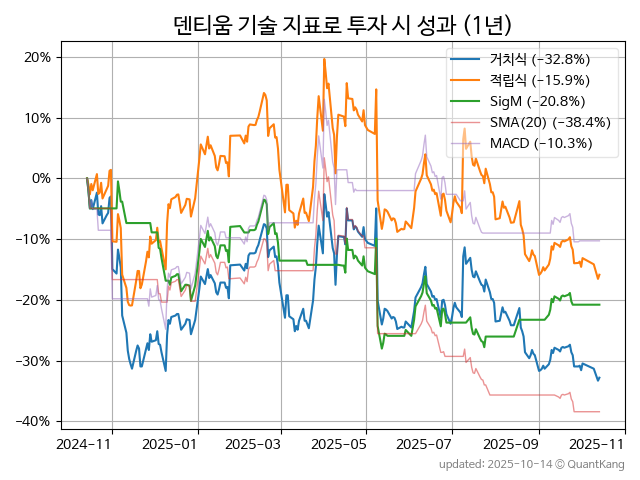 덴티움 기술 지표로 투자 시 성과 (1년)
거치식 (−32.8%)
적립식 (−15.9%)
SigM (−20.8%)
SMA(20) (−38.4%)
MACD (−10.3%)
20%
10%
0%
−10%
−20%
−30%
−40%
2024-11
2025-01
2025-03
2025-05
2025-07
2025-09
2025-11
updated: 2025-10-14 © QuantKang